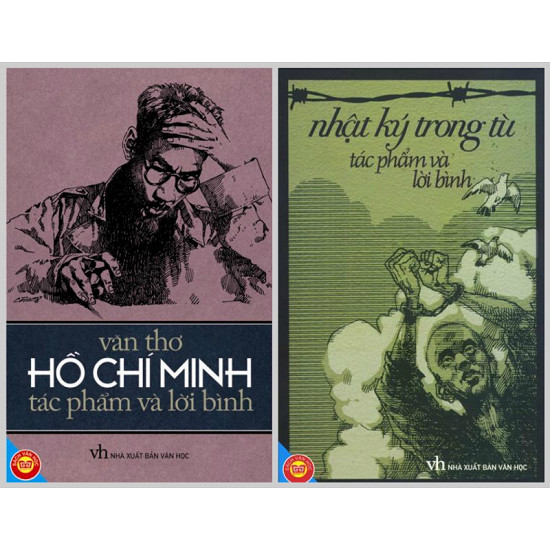 văn thơ
HỒ CHÍ MINH
tác phẩm và lời bình
vh NHÀ XUẤT BẢN VĂN HỌC
nhật ký trong tù
tác phẩm và
lời bình
vh NHÀ XUẤT BẢN VĂN HỌC